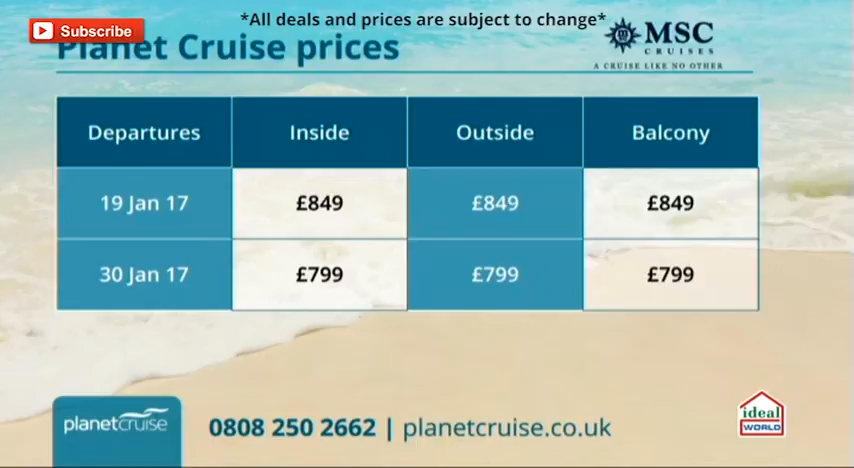 *All deals and prices are subject to change*
Subscribe
Planet Cruise prices
MSC
CRUISES
A CRUISE LIKE NO OTHER
Departures Inside Outside Balcony
19 Jan 17 £849 £849 £849
30 Jan 17 £799 £799 £799
planetcruise
0808 250 2662 | planetcruise.co.uk
ideal
WORLD